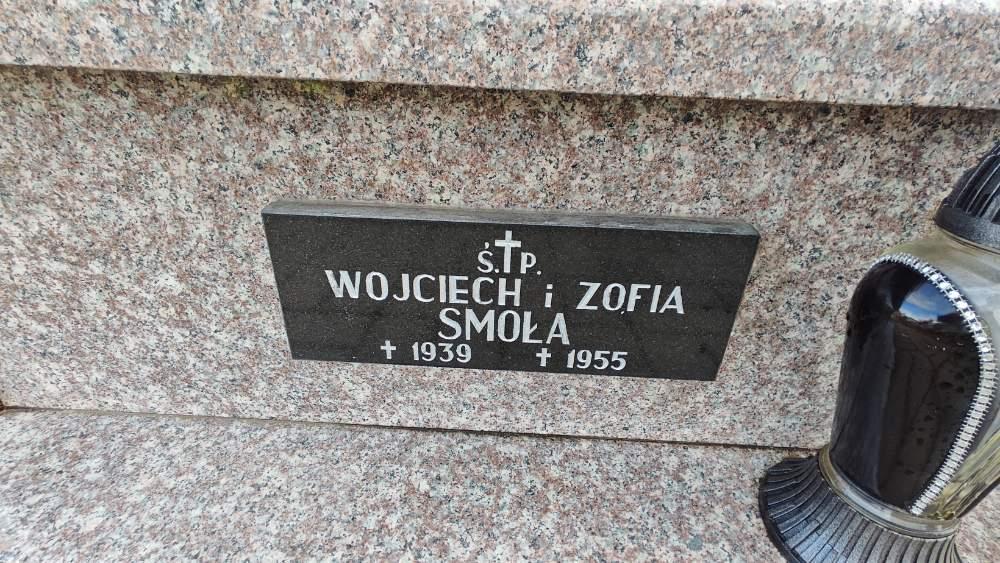 Ś.†P.
WOJCIECH i ZOFIA
SMOŁA
† 1939 † 1955